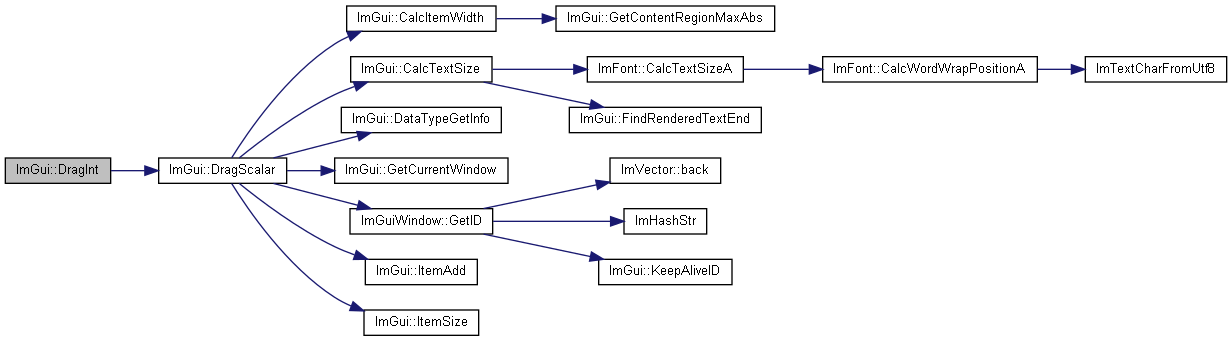 ImGui::DragInt
ImGui::DragScalar
ImGui::CalcItemWidth
ImGui::GetContentRegionMaxAbs
ImGui::CalcTextSize
ImFont::CalcTextSizeA
ImFont::CalcWordWrapPositionA
ImTextCharFromUtf8
ImGui::FindRenderedTextEnd
ImGui::DataTypeGetInfo
ImGui::GetCurrentWindow
ImGuiWindow::GetID
ImVector::back
ImHashStr
ImGui::KeepAliveID
ImGui::ItemAdd
ImGui::ItemSize